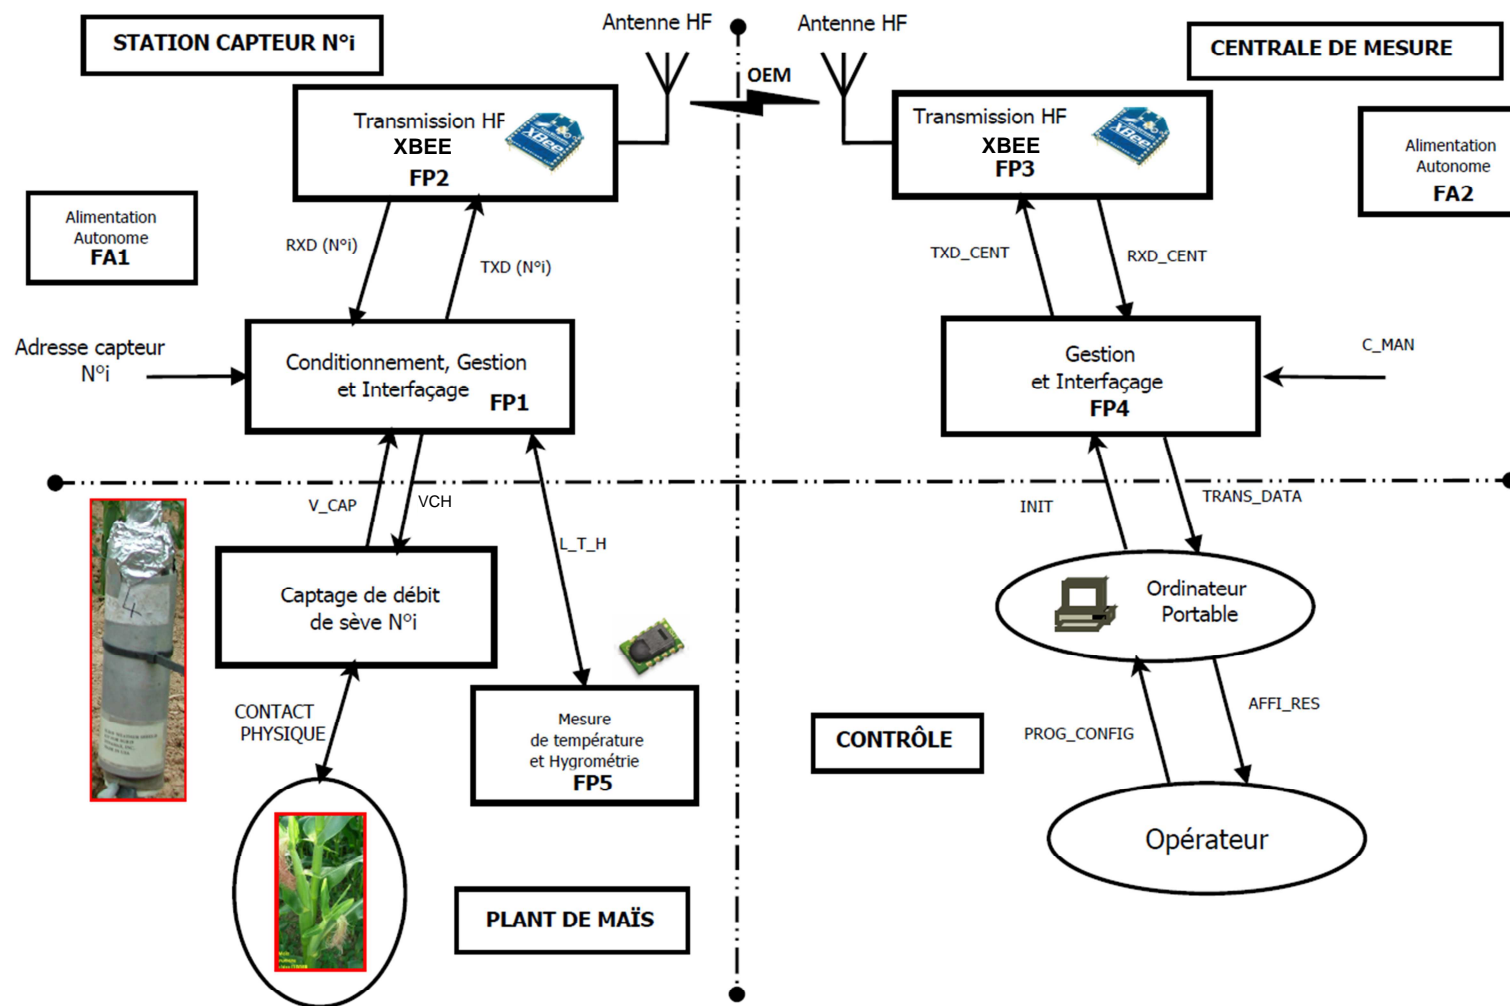 STATION CAPTEUR N°i
Antenne HF
Antenne HF
CENTRALE DE MESURE
OEM
Transmission HF
XBEE
FP2
XBee
Transmission HF
XBEE
FP3
XBee
Alimentation
Autonome
FA2
Alimentation
Autonome
FA1
RXD (N°i)
TXD (N°i)
TXD_CENT
RXD_CENT
Adresse capteur
N°i
Conditionnement, Gestion
et Interfaçage
FP1
Gestion
et Interfaçage
FP4
C_MAN
V_CAP
VCH
L_T_H
INIT
TRANS_DATA
4
Captage de débit
de sève N°i
Ordinateur
Portable
CONTACT
PHYSIQUE
Mesure
de température
et Hygrométrie
FP5
CONTRÔLE
PROG_CONFIG
AFFI_RES
Opérateur
PLANT DE MAÏS